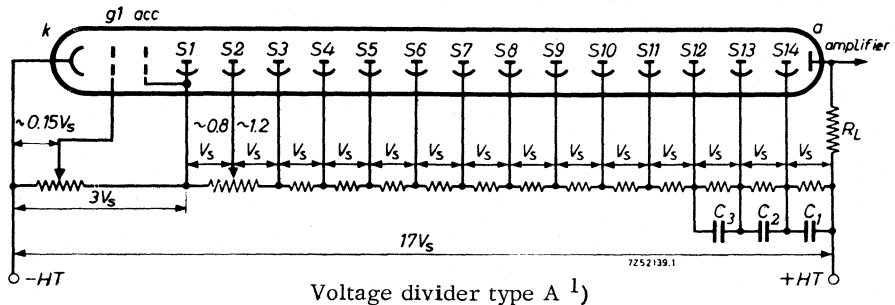 g1 acc
k
S1 S2 S3 S4 S5 S6 S7 S8 S9 S10 S11 S12 S13 S14
a
amplifier
~0.15Vs
~0.8 ~1.2
Vs Vs Vs Vs Vs Vs Vs Vs Vs Vs Vs Vs Vs Vs
RL
3Vs
C3 C2 C1
17Vs
7Z52139.1
-HT
+HT
Voltage divider type A 1)